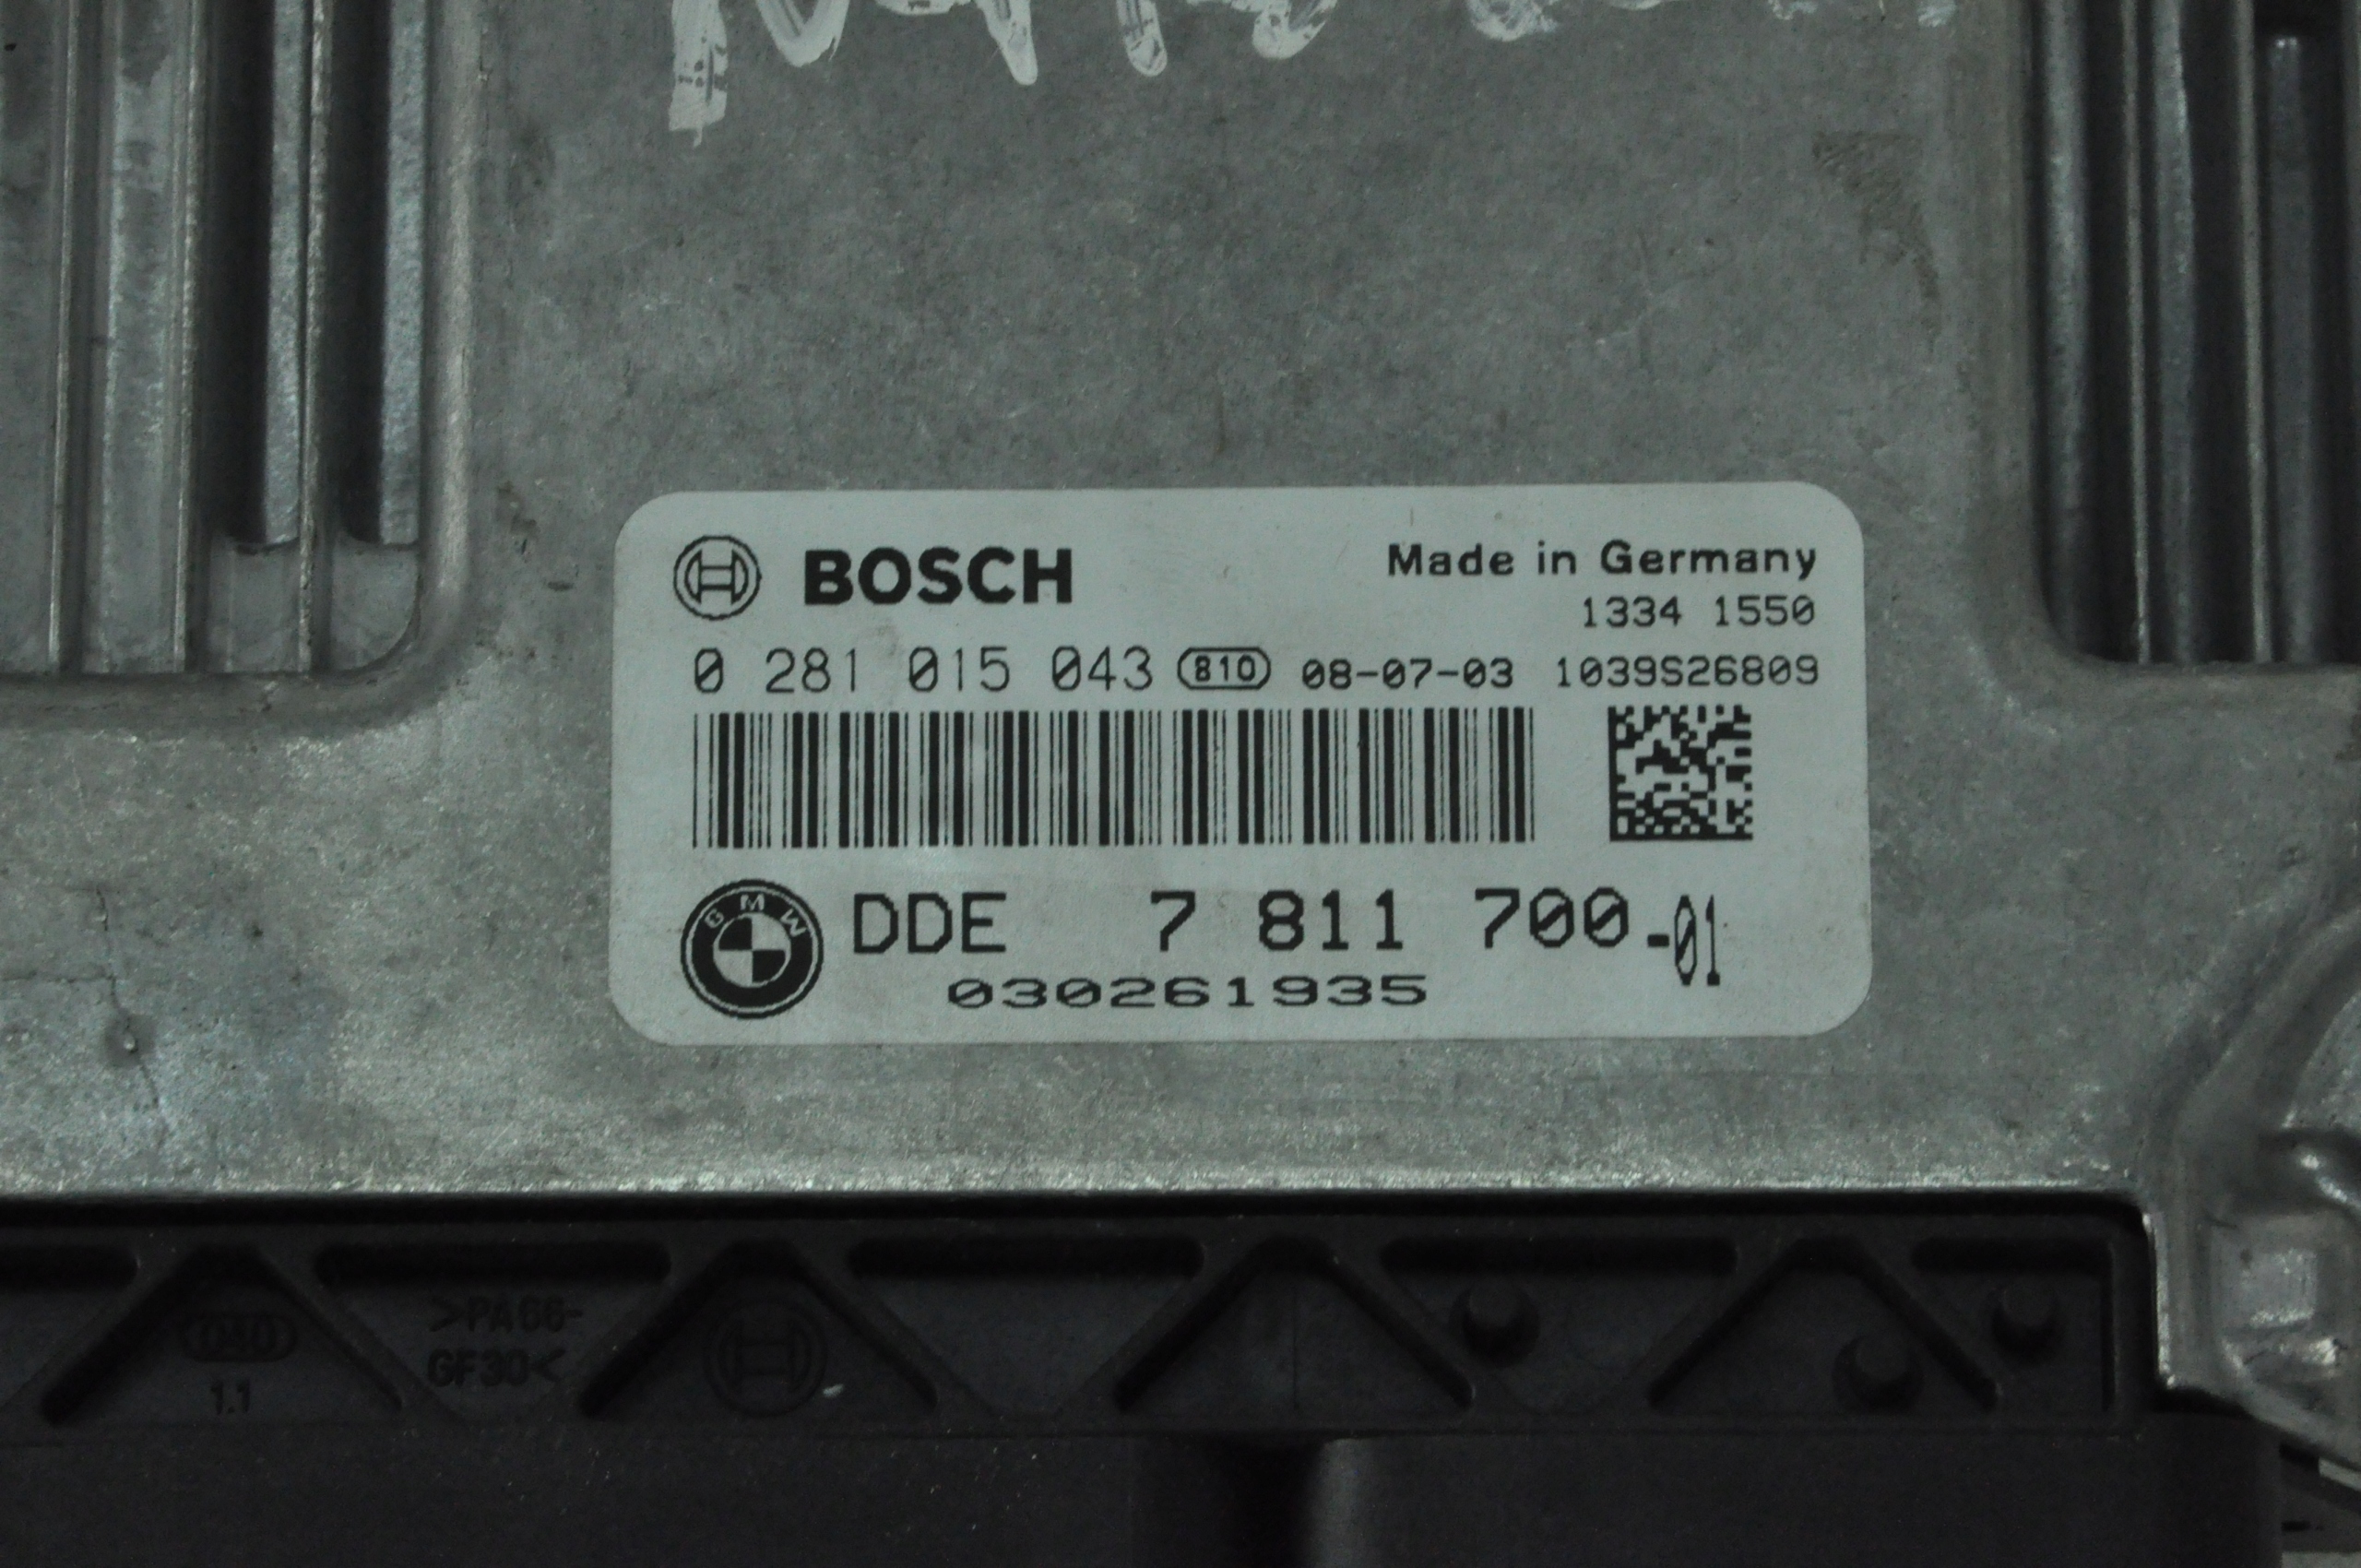 BOSCH
Made in Germany
1334 1550
0 281 015 043 810 08-07-03 1039S26809
BMW DDE 7 811 700-01
030261935
>PA66-
GF30<
1.1